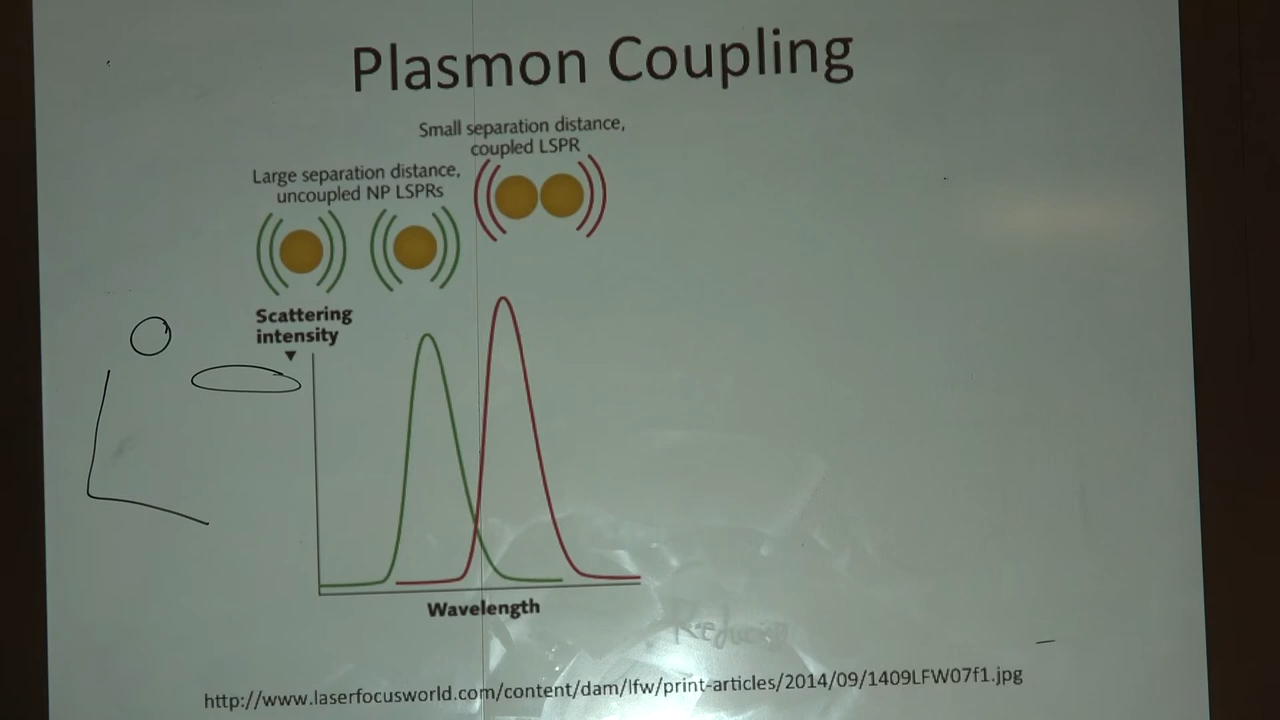 Plasmon Coupling
Small separation distance,
coupled LSPR
Large separation distance,
uncoupled NP LSPRs
Scattering
intensity
Wavelength
http://www.laserfocusworld.com/content/dam/lfw/print-articles/2014/09/1409LFW07f1.jpg